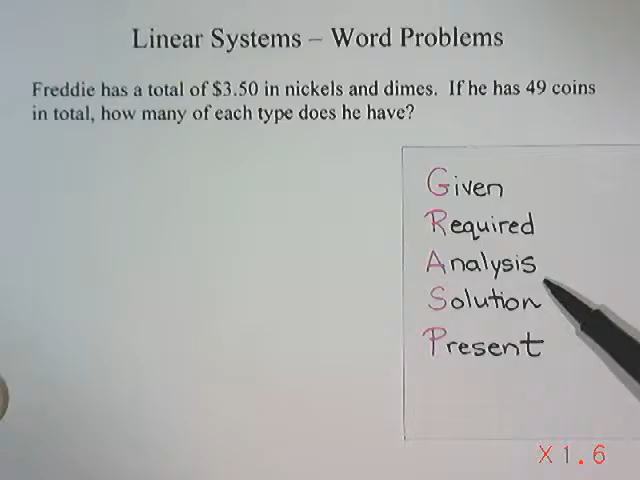 Linear Systems – Word Problems
Freddie has a total of $3.50 in nickels and dimes. If he has 49 coins
in total, how many of each type does he have?
Given
Required
Analysis
Solution
Present
X1.6